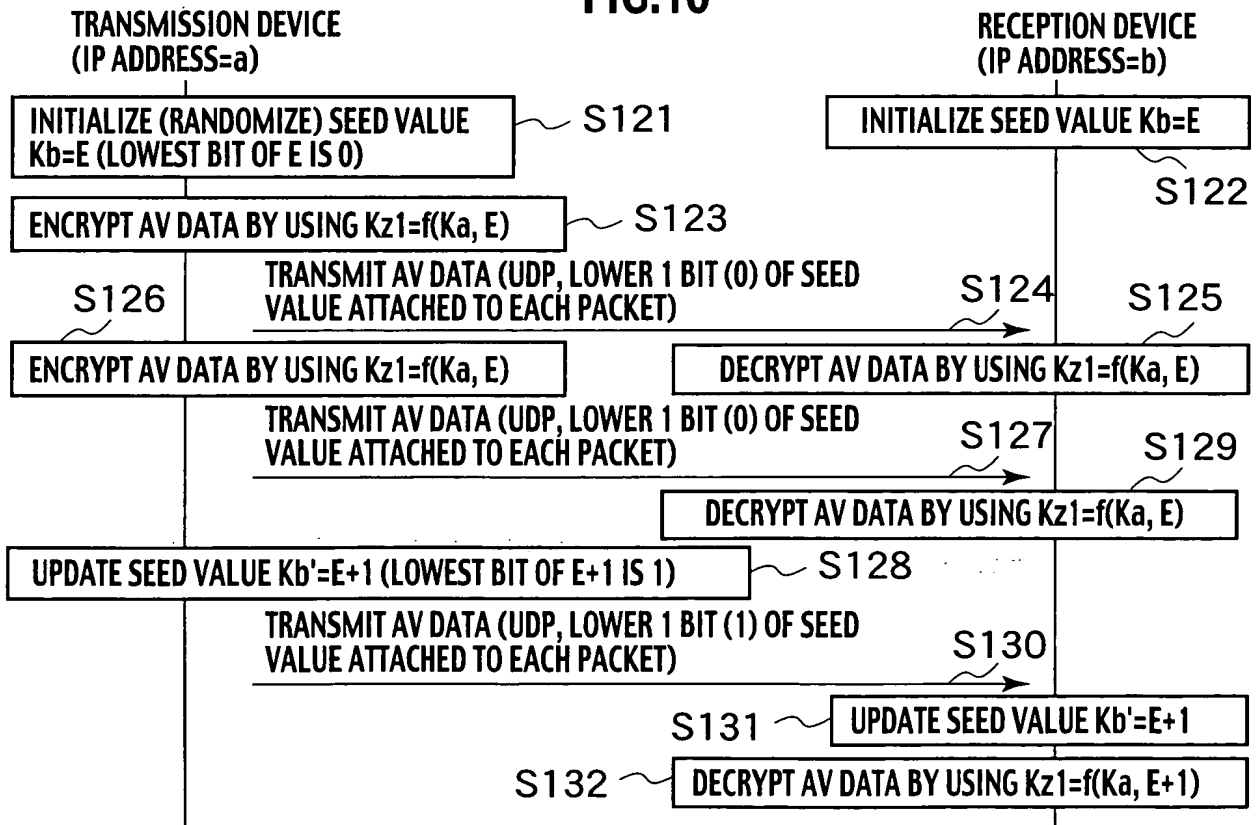 FIG.10
TRANSMISSION DEVICE
(IP ADDRESS=a)
RECEPTION DEVICE
(IP ADDRESS=b)
INITIALIZE (RANDOMIZE) SEED VALUE
Kb=E (LOWEST BIT OF E IS 0)
S121
INITIALIZE SEED VALUE Kb=E
S122
ENCRYPT AV DATA BY USING Kz1=f(Ka, E)
S123
TRANSMIT AV DATA (UDP, LOWER 1 BIT (0) OF SEED
VALUE ATTACHED TO EACH PACKET)
S124
S125
S126
ENCRYPT AV DATA BY USING Kz1=f(Ka, E)
DECRYPT AV DATA BY USING Kz1=f(Ka, E)
TRANSMIT AV DATA (UDP, LOWER 1 BIT (0) OF SEED
VALUE ATTACHED TO EACH PACKET)
S127
S129
DECRYPT AV DATA BY USING Kz1=f(Ka, E)
UPDATE SEED VALUE Kb'=E+1 (LOWEST BIT OF E+1 IS 1)
S128
TRANSMIT AV DATA (UDP, LOWER 1 BIT (1) OF SEED
VALUE ATTACHED TO EACH PACKET)
S130
S131
UPDATE SEED VALUE Kb'=E+1
S132
DECRYPT AV DATA BY USING Kz1=f(Ka, E+1)